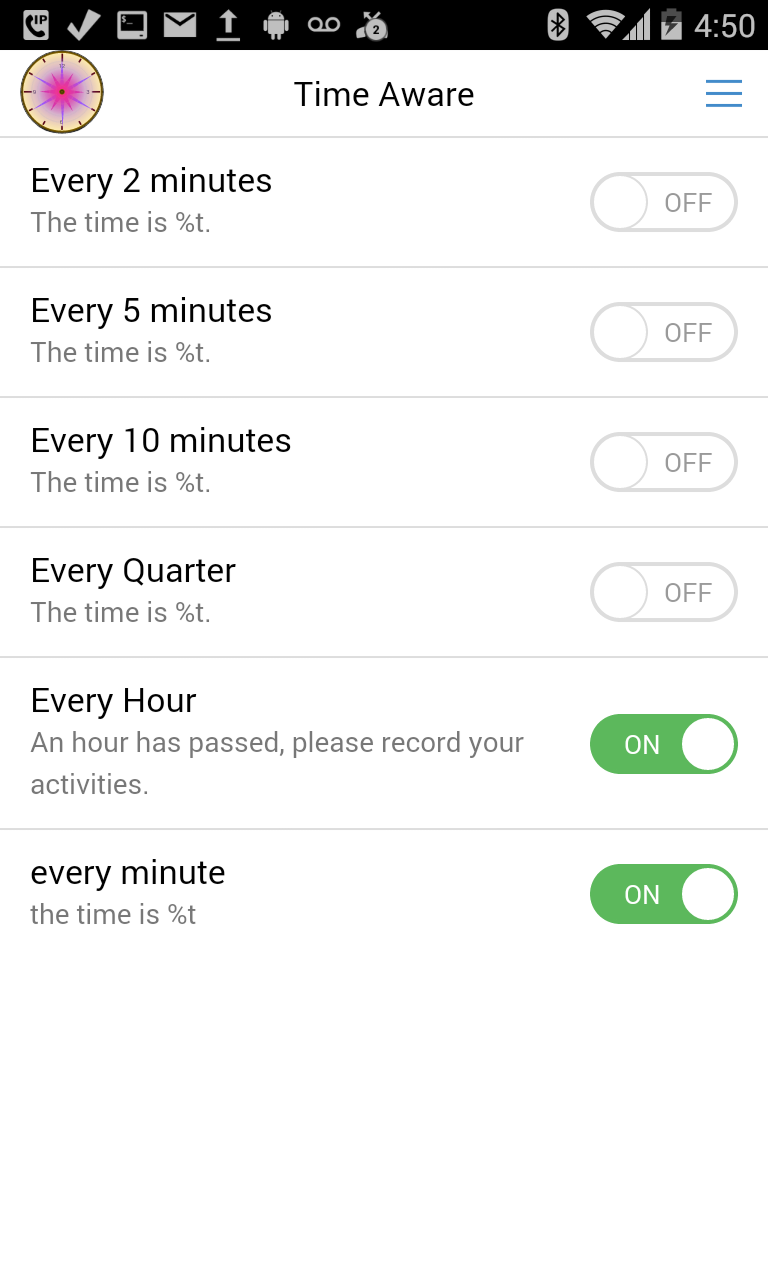 4:50
Time Aware
Every 2 minutes
The time is %t.
OFF
Every 5 minutes
The time is %t.
OFF
Every 10 minutes
The time is %t.
OFF
Every Quarter
The time is %t.
OFF
Every Hour
An hour has passed, please record your
activities.
ON
every minute
the time is %t
ON